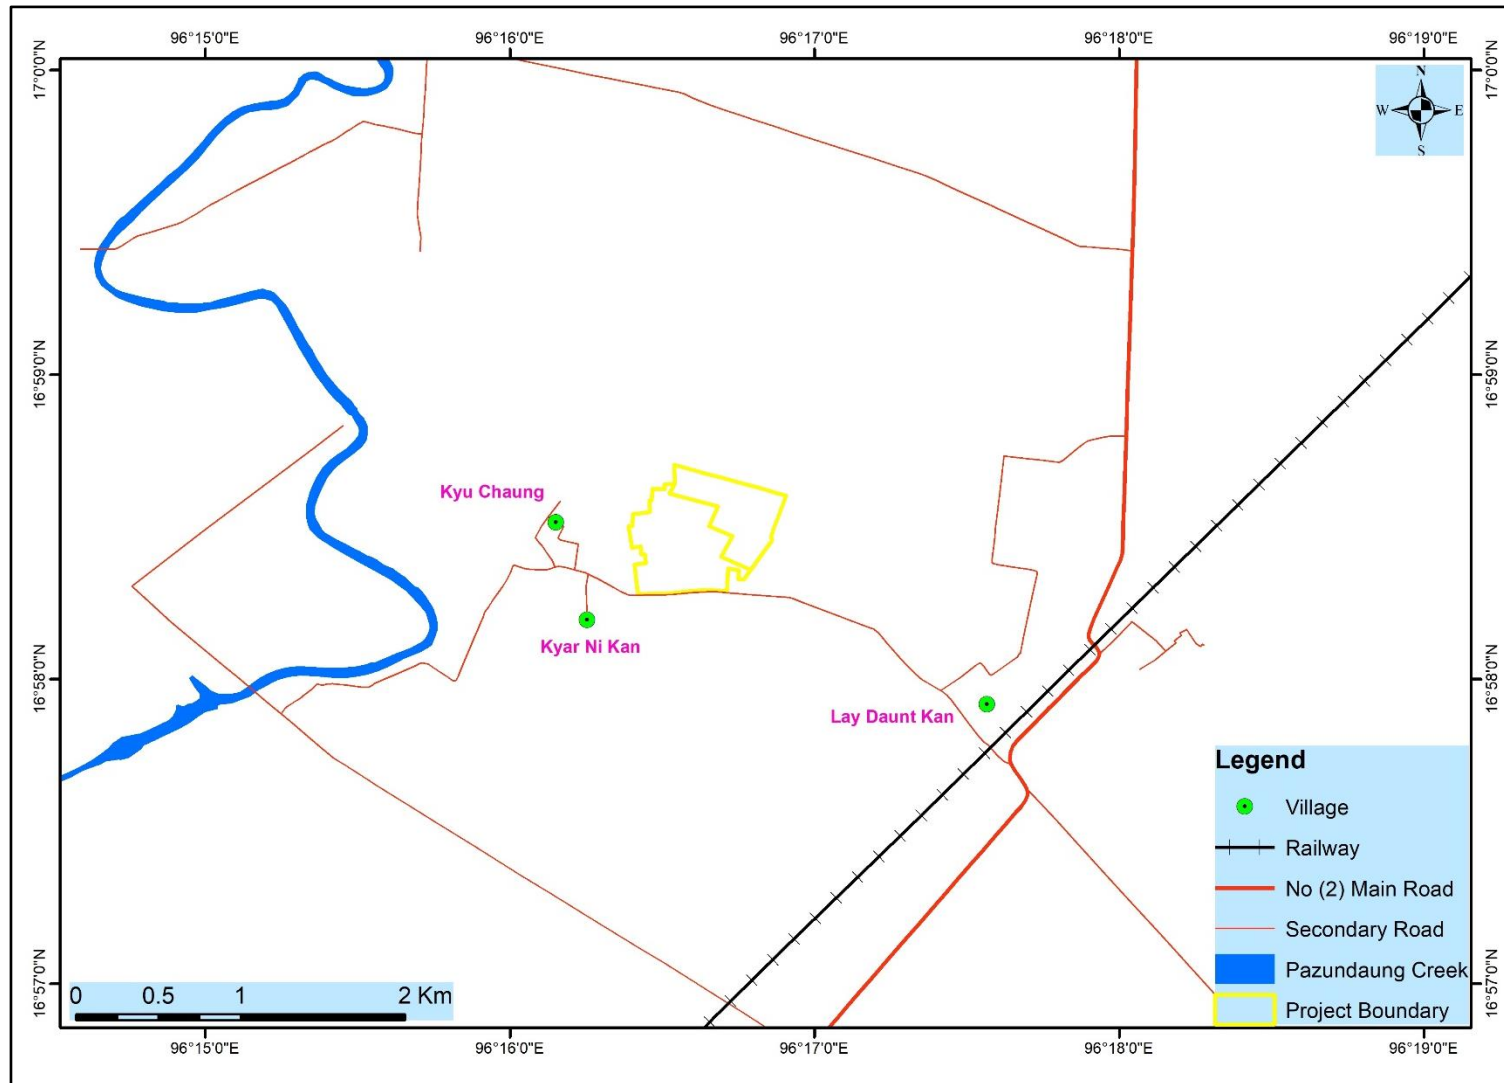 96°15'0"E 96°16'0"E 96°17'0"E 96°18'0"E 96°19'0"E
17°0'0"N 17°0'0"N
N
W E
S
16°59'0"N 16°59'0"N
Kyu Chaung
Kyar Ni Kan
16°58'0"N 16°58'0"N
Lay Daunt Kan
Legend
Village
Railway
No (2) Main Road
Secondary Road
Pazundaung Creek
Project Boundary
16°57'0"N 16°57'0"N
0 0.5 1 2 Km
96°15'0"E 96°16'0"E 96°17'0"E 96°18'0"E 96°19'0"E